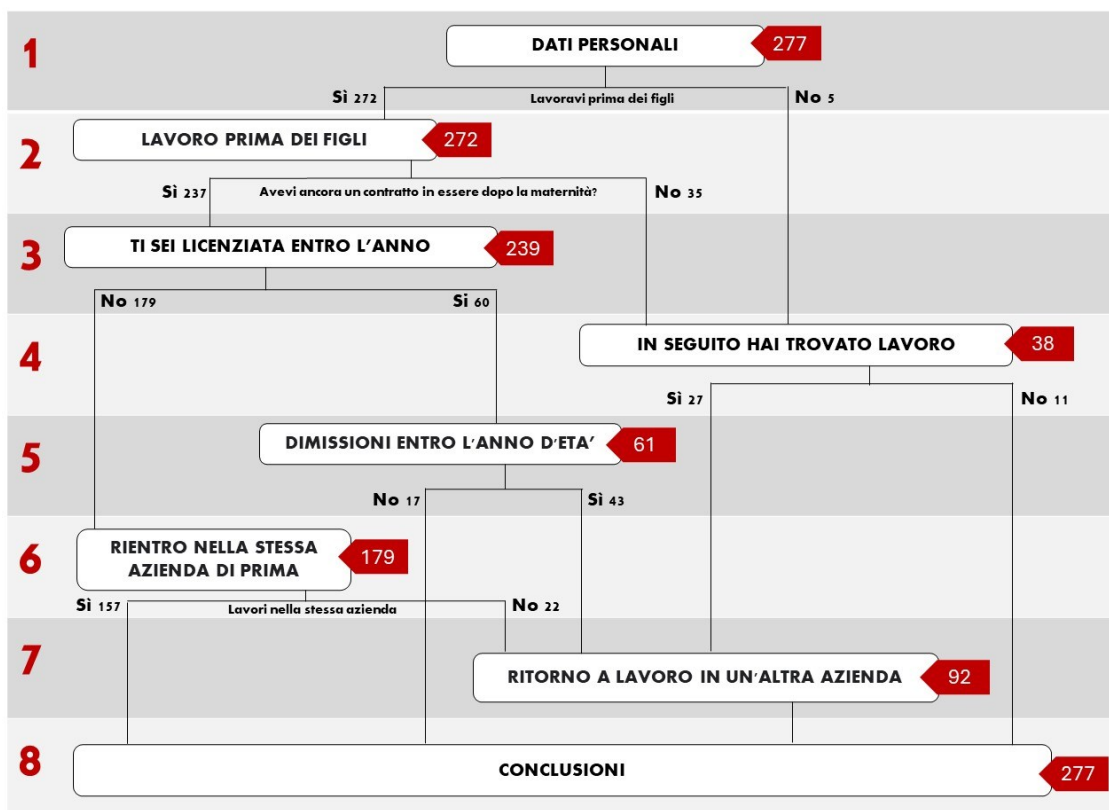 1
DATI PERSONALI
277
Sì 272
Lavoravi prima dei figli
No 5
2
LAVORO PRIMA DEI FIGLI
272
Sì 237
Avevi ancora un contratto in essere dopo la maternità?
No 35
3
TI SEI LICENZIATA ENTRO L'ANNO
239
No 179
Si 60
4
IN SEGUITO HAI TROVATO LAVORO
38
Sì 27
No 11
5
DIMISSIONI ENTRO L'ANNO D'ETA'
61
No 17
Sì 43
6
RIENTRO NELLA STESSA
AZIENDA DI PRIMA
179
Sì 157
Lavori nella stessa azienda
No 22
7
RITORNO A LAVORO IN UN'ALTRA AZIENDA
92
8
CONCLUSIONI
277